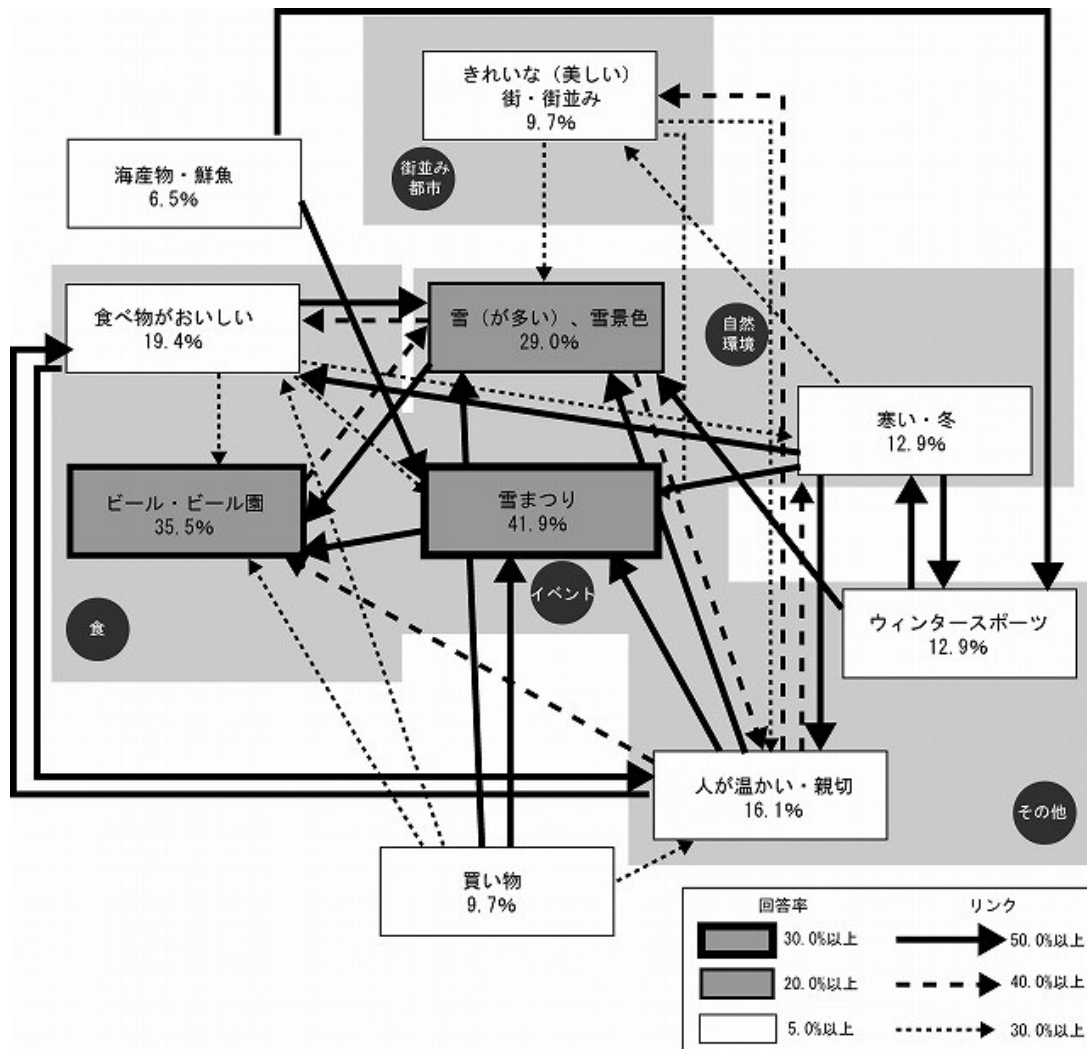 きれいな（美しい）
街・街並み
9.7%
海産物・鮮魚
6.5%
街並み
都市
食べ物がおいしい
19.4%
雪（が多い）、雪景色
29.0%
自然
環境
寒い・冬
12.9%
ビール・ビール園
35.5%
雪まつり
41.9%
イベント
食
ウィンタースポーツ
12.9%
人が温かい・親切
16.1%
その他
買い物
9.7%
回答率
リンク
30.0%以上
50.0%以上
20.0%以上
40.0%以上
5.0%以上
30.0%以上